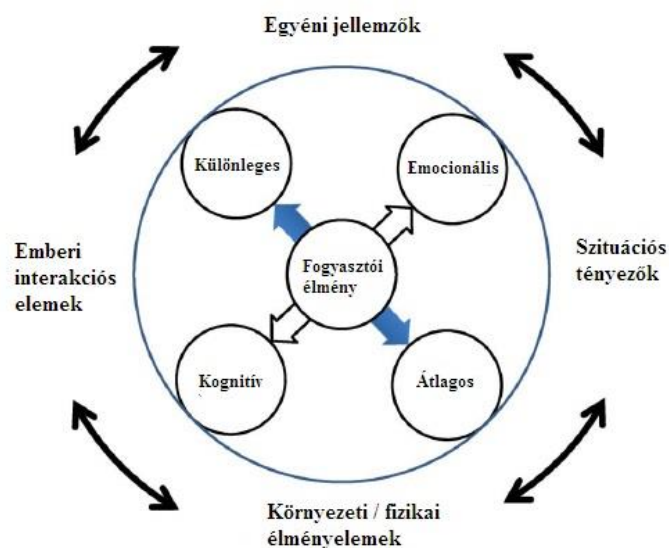 Egyéni jellemzők
Különleges
Emocionális
Emberi
interakciós
elemek
Fogyasztói
élmény
Szituációs
tényezők
Kognitív
Átlagos
Környezeti / fizikai
élményelemek